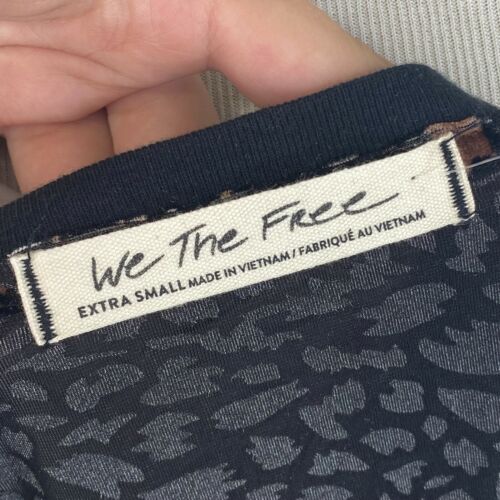 We The Free
EXTRA SMALL MADE IN VIETNAM / FABRIQUÉ AU VIETNAM